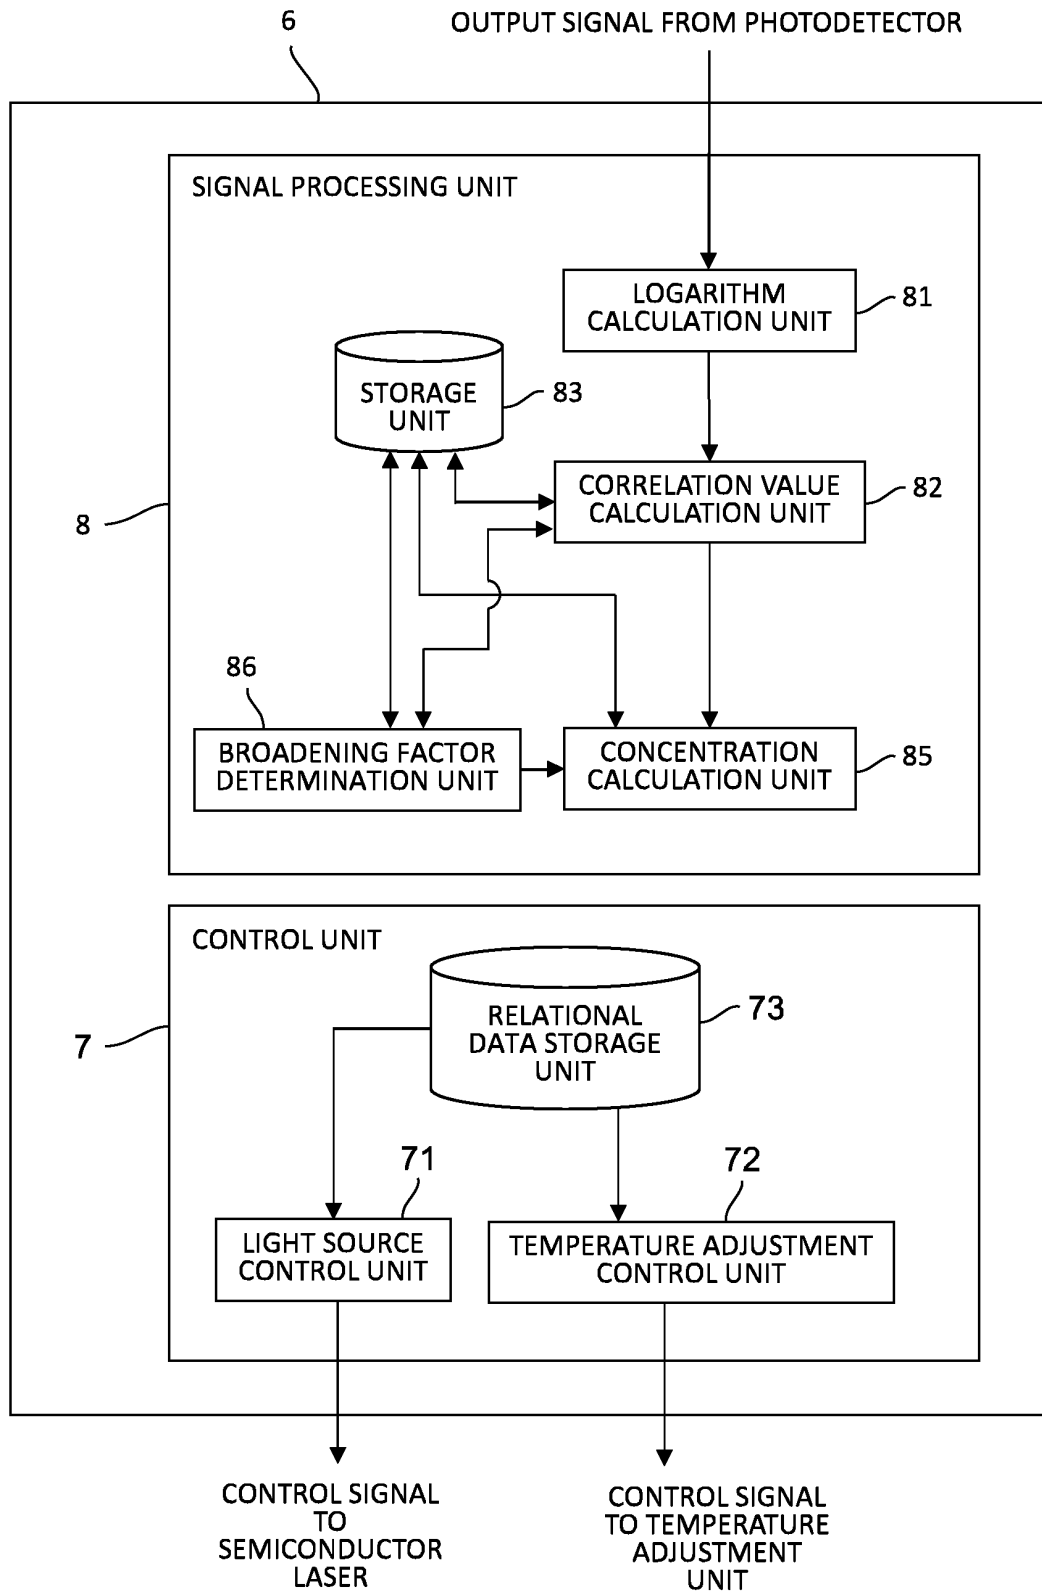 6
OUTPUT SIGNAL FROM PHOTODETECTOR
SIGNAL PROCESSING UNIT
LOGARITHM
CALCULATION UNIT
81
STORAGE
UNIT
83
CORRELATION VALUE
CALCULATION UNIT
82
8
86
BROADENING FACTOR
DETERMINATION UNIT
CONCENTRATION
CALCULATION UNIT
85
CONTROL UNIT
RELATIONAL
DATA STORAGE
UNIT
73
7
71
72
LIGHT SOURCE
CONTROL UNIT
TEMPERATURE ADJUSTMENT
CONTROL UNIT
CONTROL SIGNAL
TO
SEMICONDUCTOR
LASER
CONTROL SIGNAL
TO TEMPERATURE
ADJUSTMENT
UNIT